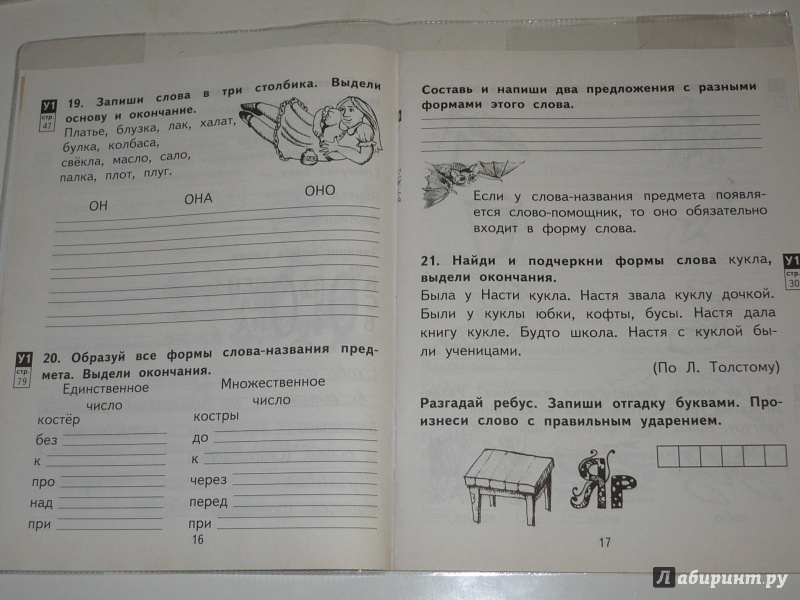 19. Запиши слова в три столбика. Выдели
основу и окончание.
У1
стр.
47
Платье, блузка, лак, халат,
булка, колбаса,
свёкла, масло, сало,
палка, плот, плуг.
ОН ОНА ОНО
20. Образуй все формы слова-названия пред-
мета. Выдели окончания.
У1
стр.
79
Единственное
число
Множественное
число
костёр
костры
без
до
к
к
про
через
над
перед
при
при
16
Составь и напиши два предложения с разными
формами этого слова.
Если у слова-названия предмета появля-
ется слово-помощник, то оно обязательно
входит в форму слова.
21. Найди и подчеркни формы слова кукла,
выдели окончания.
У1
стр.
30
Была у Насти кукла. Настя звала куклу дочкой.
Были у куклы юбки, кофты, бусы. Настя дала
книгу кукле. Будто школа. Настя с куклой бы-
ли ученицами.
(По Л. Толстому)
Разгадай ребус. Запиши отгадку буквами. Про-
изнеси слово с правильным ударением.
ЯР
17
Лабиринт.ру